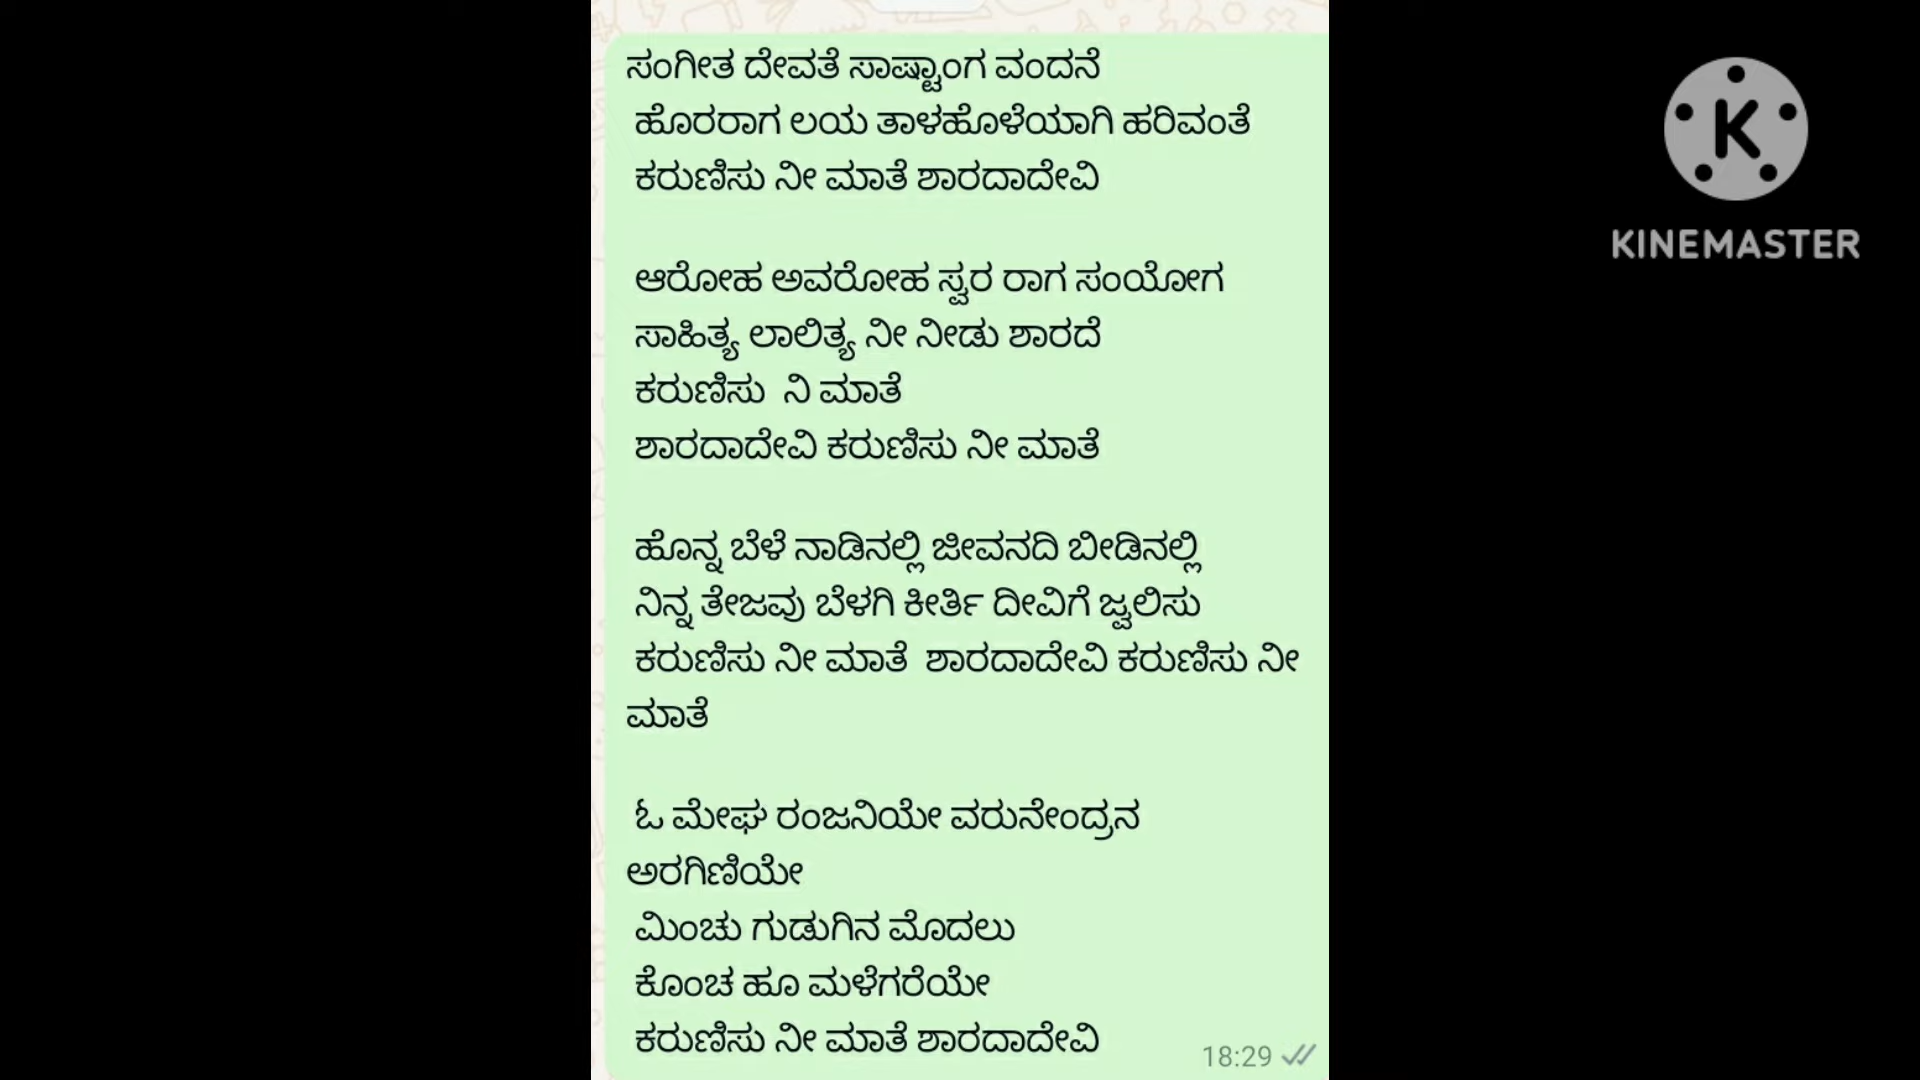 ಸಂಗೀತ ದೇವತೆ ಸಾಷ್ಟಾಂಗ ವಂದನೆ
ಹೊರರಾಗ ಲಯ ತಾಳಹೊಳೆಯಾಗಿ ಹರಿವಂತೆ
ಕರುಣಿಸು ನೀ ಮಾತೆ ಶಾರದಾದೇವಿ
ಆರೋಹ ಅವರೋಹ ಸ್ವರ ರಾಗ ಸಂಯೋಗ
ಸಾಹಿತ್ಯ ಲಾಲಿತ್ಯ ನೀ ನೀಡು ಶಾರದೆ
ಕರುಣಿಸು ನಿ ಮಾತೆ
ಶಾರದಾದೇವಿ ಕರುಣಿಸು ನೀ ಮಾತೆ
ಹೊನ್ನ ಬೆಳೆ ನಾಡಿನಲ್ಲಿ ಜೀವನದಿ ಬೀಡಿನಲ್ಲಿ
ನಿನ್ನ ತೇಜವು ಬೆಳಗಿ ಕೀರ್ತಿ ದೀವಿಗೆ ಜ್ವಲಿಸು
ಕರುಣಿಸು ನೀ ಮಾತೆ ಶಾರದಾದೇವಿ ಕರುಣಿಸು ನೀ
ಮಾತೆ
ಓ ಮೇಘ ರಂಜನಿಯೇ ವರುನೇಂದ್ರನ
ಅರಗಿಣಿಯೇ
ಮಿಂಚು ಗುಡುಗಿನ ಮೊದಲು
ಕೊಂಚ ಹೂ ಮಳೆಗರೆಯೇ
ಕರುಣಿಸು ನೀ ಮಾತೆ ಶಾರದಾದೇವಿ
18:29
K
KINEMASTER